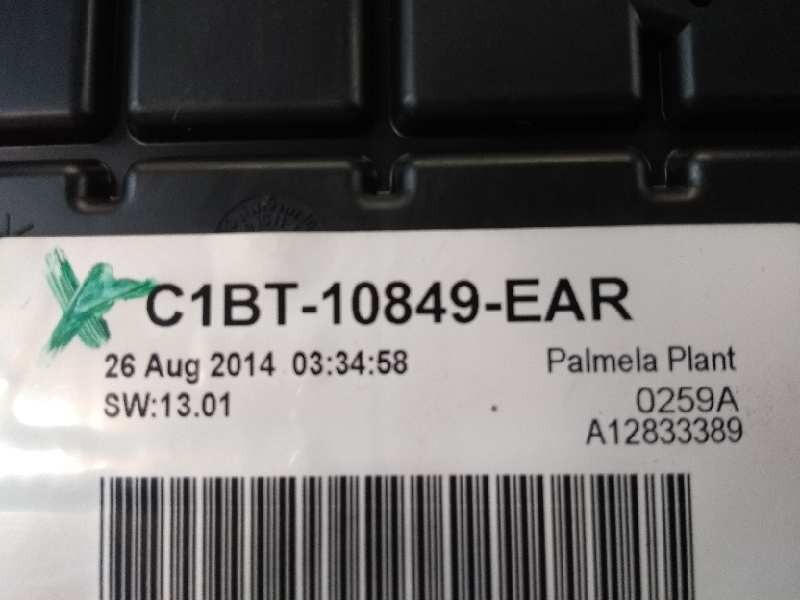 C1BT-10849-EAR
26 Aug 2014 03:34:58 Palmela Plant
SW:13.01 0259A
A12833389